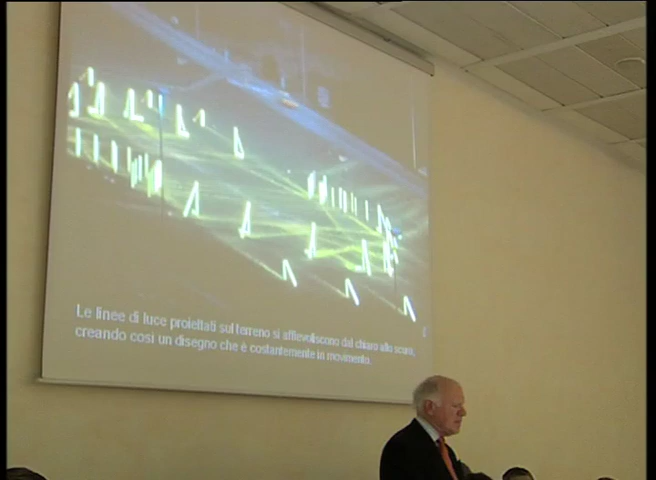 Le linee di luce proiettati sul terreno si affievoliscono dal chiaro allo scuro,
creando così un disegno che è costantemente in movimento.